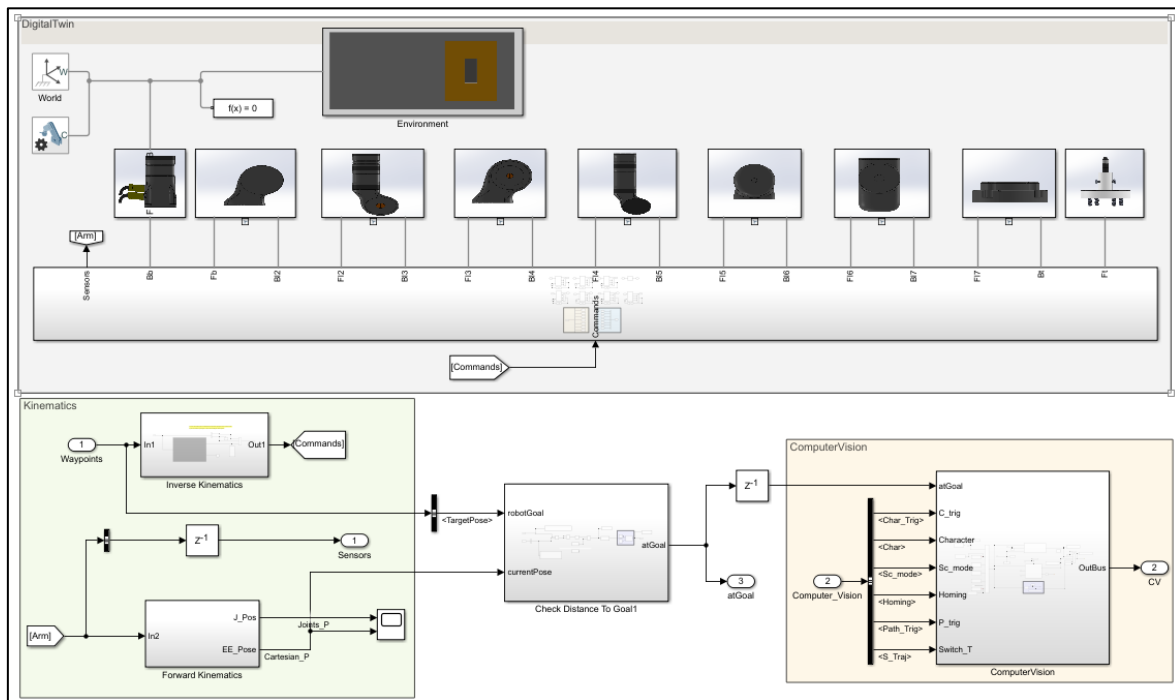 DigitalTwin
W
World
f(x) = 0
C
Environment
B
F
[Arm]
Sensors
Bb
Fb
Bl2
Fl2
Bl3
Fl3
Bl4
Fl4
Bl5
Fl5
Bl6
Fl6
Bl7
Fl7
Bt
Ft
Commands
[Commands]
Kinematics
1
Waypoints
In1
Out1
[Commands]
Inverse Kinematics
Z-1
1
Sensors
[Arm]
In2
J_Pos
EE_Pose
Joints_P
Cartesian_P
Forward Kinematics
<TargetPose>
robotGoal
currentPose
atGoal
Check Distance To Goal1
Z-1
3
atGoal
ComputerVision
2
Computer_Vision
<Char_Trig>
<Char>
<Sc_mode>
<Homing>
<Path_Trig>
<S_Traj>
atGoal
C_trig
Character
Sc_mode
Homing
P_trig
Switch_T
OutBus
ComputerVision
2
CV